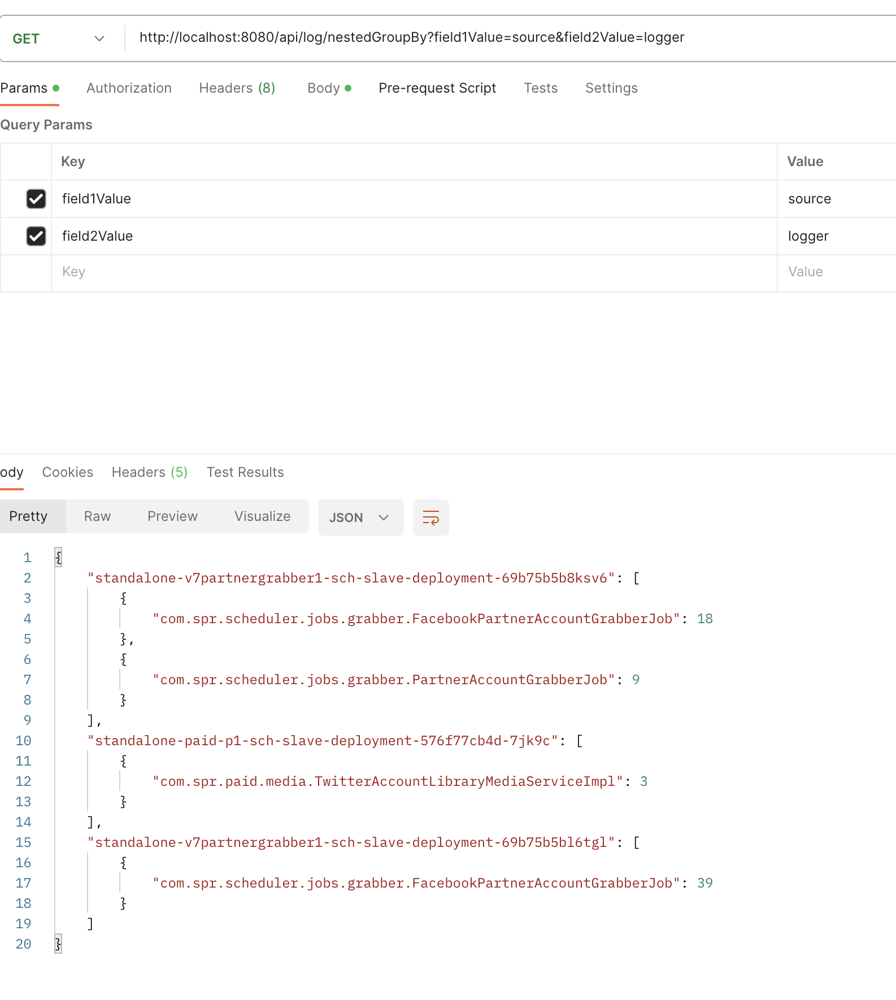 GET http://localhost:8080/api/log/nestedGroupBy?field1Value=source&field2Value=logger
Params Authorization Headers (8) Body Pre-request Script Tests Settings
Query Params
Key Value
field1Value source
field2Value logger
Key Value
ody Cookies Headers (5) Test Results
Pretty Raw Preview Visualize JSON
1 {
2 "standalone-v7partnergrabber1-sch-slave-deployment-69b75b5b8ksv6": [
3 {
4 "com.spr.scheduler.jobs.grabber.FacebookPartnerAccountGrabberJob": 18
5 },
6 {
7 "com.spr.scheduler.jobs.grabber.PartnerAccountGrabberJob": 9
8 }
9 ],
10 "standalone-paid-p1-sch-slave-deployment-576f77cb4d-7jk9c": [
11 {
12 "com.spr.paid.media.TwitterAccountLibraryMediaServiceImpl": 3
13 }
14 ],
15 "standalone-v7partnergrabber1-sch-slave-deployment-69b75b5bl6tgl": [
16 {
17 "com.spr.scheduler.jobs.grabber.FacebookPartnerAccountGrabberJob": 39
18 }
19 ]
20 }